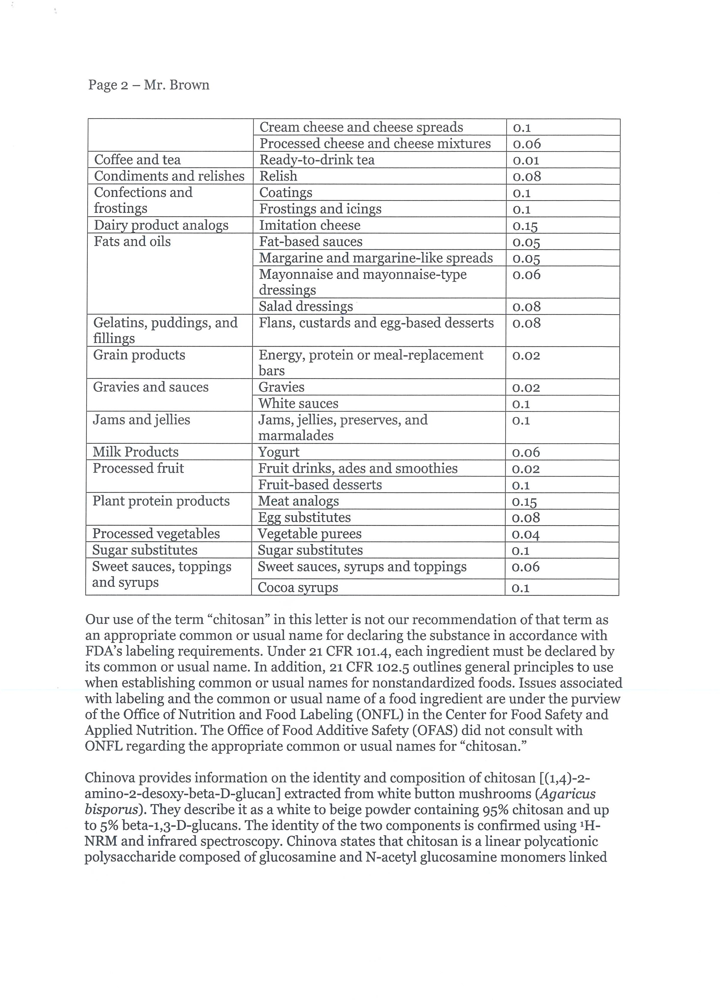 Page 2 – Mr. Brown
Cream cheese and cheese spreads 0.1
Processed cheese and cheese mixtures 0.06
Coffee and tea Ready-to-drink tea 0.01
Condiments and relishes Relish 0.08
Confections and Coatings 0.1
frostings Frostings and icings 0.1
Dairy product analogs Imitation cheese 0.15
Fats and oils Fat-based sauces 0.05
Margarine and margarine-like spreads 0.05
Mayonnaise and mayonnaise-type 0.06
dressings
Salad dressings 0.08
Gelatins, puddings, and Flans, custards and egg-based desserts 0.08
fillings
Grain products Energy, protein or meal-replacement 0.02
bars
Gravies and sauces Gravies 0.02
White sauces 0.1
Jams and jellies Jams, jellies, preserves, and 0.1
marmalades
Milk Products Yogurt 0.06
Processed fruit Fruit drinks, ades and smoothies 0.02
Fruit-based desserts 0.1
Plant protein products Meat analogs 0.15
Egg substitutes 0.08
Processed vegetables Vegetable purees 0.04
Sugar substitutes Sugar substitutes 0.1
Sweet sauces, toppings Sweet sauces, syrups and toppings 0.06
and syrups Cocoa syrups 0.1
Our use of the term “chitosan” in this letter is not our recommendation of that term as
an appropriate common or usual name for declaring the substance in accordance with
FDA’s labeling requirements. Under 21 CFR 101.4, each ingredient must be declared by
its common or usual name. In addition, 21 CFR 102.5 outlines general principles to use
when establishing common or usual names for nonstandardized foods. Issues associated
with labeling and the common or usual name of a food ingredient are under the purview
of the Office of Nutrition and Food Labeling (ONFL) in the Center for Food Safety and
Applied Nutrition. The Office of Food Additive Safety (OFAS) did not consult with
ONFL regarding the appropriate common or usual names for “chitosan.”
Chinova provides information on the identity and composition of chitosan [(1,4)-2-
amino-2-desoxy-beta-D-glucan] extracted from white button mushrooms (Agaricus
bisporus). They describe it as a white to beige powder containing 95% chitosan and up
to 5% beta-1,3-D-glucans. The identity of the two components is confirmed using ¹H-
NRM and infrared spectroscopy. Chinova states that chitosan is a linear polycationic
polysaccharide composed of glucosamine and N-acetyl glucosamine monomers linked